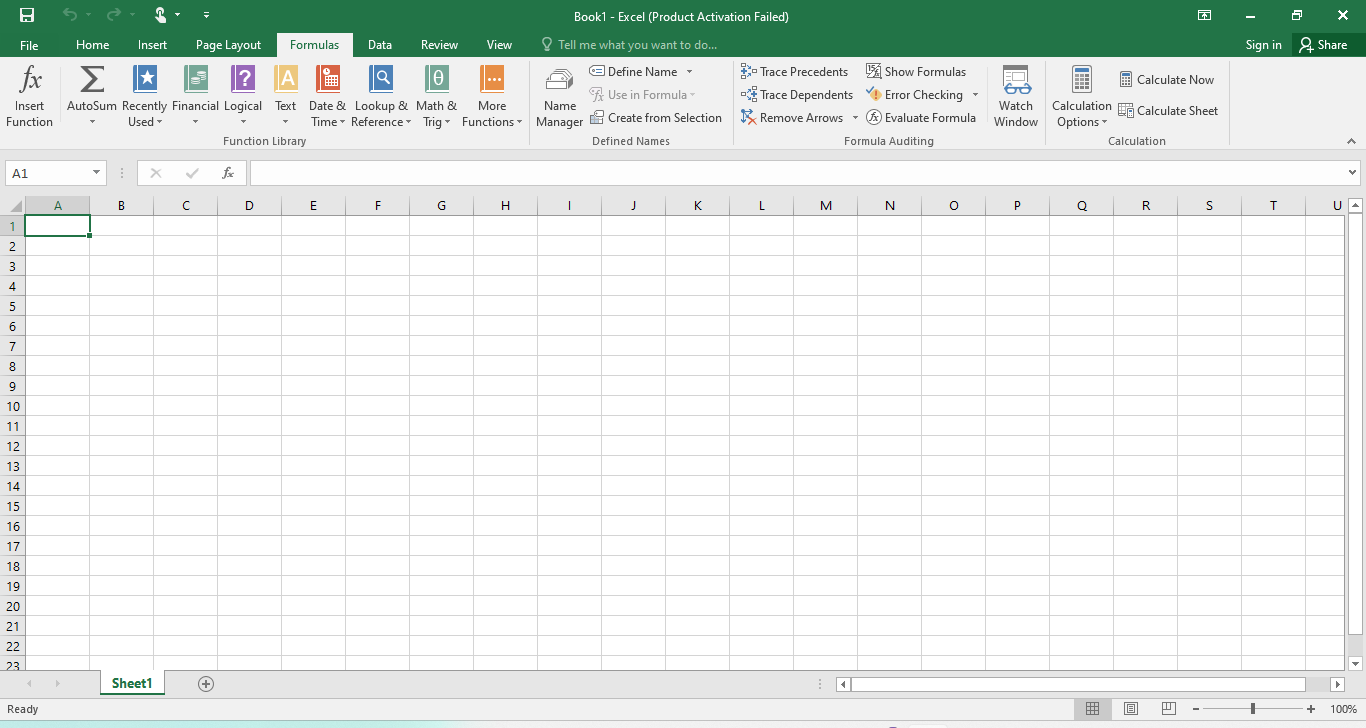 Book1 - Excel (Product Activation Failed)
File Home Insert Page Layout Formulas Data Review View Tell me what you want to do... Sign in Share
fx Insert Function
Σ AutoSum
Recently Used
Financial
? Logical
A Text
Date & Time
Lookup & Reference
θ Math & Trig
More Functions
Function Library
Name Manager
Define Name
fx Use in Formula
Create from Selection
Defined Names
Trace Precedents
Trace Dependents
Remove Arrows
Show Formulas
Error Checking
fx Evaluate Formula
Formula Auditing
Watch Window
Calculation Options
Calculate Now
Calculate Sheet
Calculation
A1 fx
A B C D E F G H I J K L M N O P Q R S T U
1
2
3
4
5
6
7
8
9
10
11
12
13
14
15
16
17
18
19
20
21
22
23
Sheet1
Ready 100%